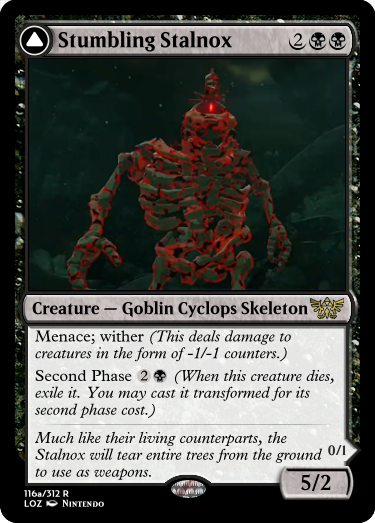 Stumbling Stalnox 2
Creature — Goblin Cyclops Skeleton
Menace; wither (This deals damage to
creatures in the form of -1/-1 counters.)
Second Phase 2 (When this creature dies,
exile it. You may cast it transformed for its
second phase cost.)
Much like their living counterparts, the
Stalnox will tear entire trees from the ground
to use as weapons.
0/1
5/2
116a/312 R
LOZ Nintendo